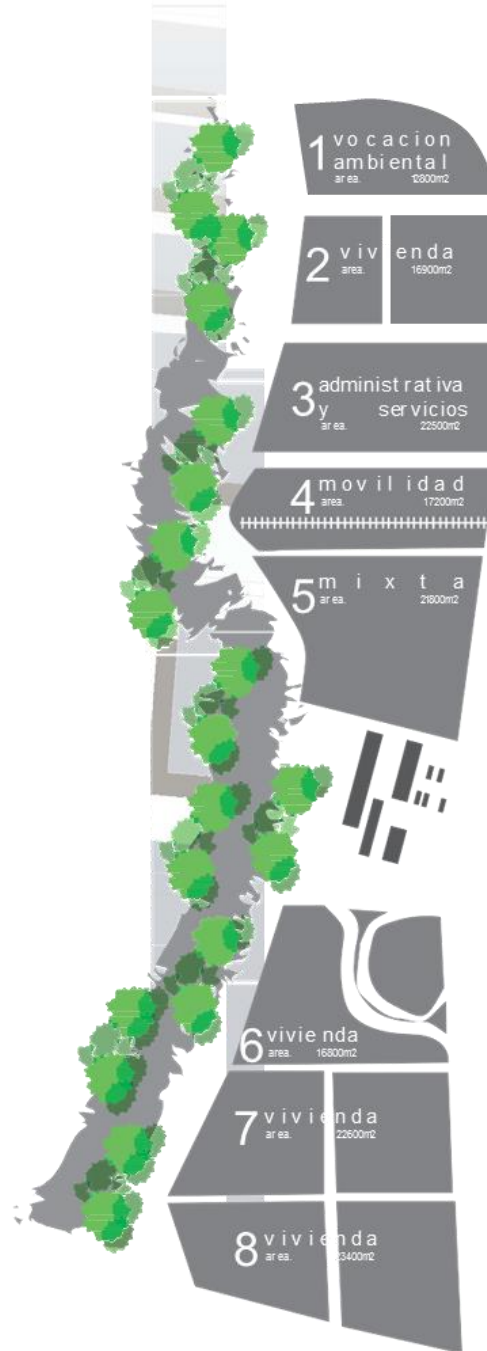 1 vocacion
ambiental
area. 12800m2
2 vivienda
area. 16900m2
3 administrativa
y servicios
area. 22500m2
4 movilidad
area. 17200m2
5 mixta
area. 21800m2
6 vivienda
area. 16800m2
7 vivienda
area. 22600m2
8 vivienda
area. 23400m2